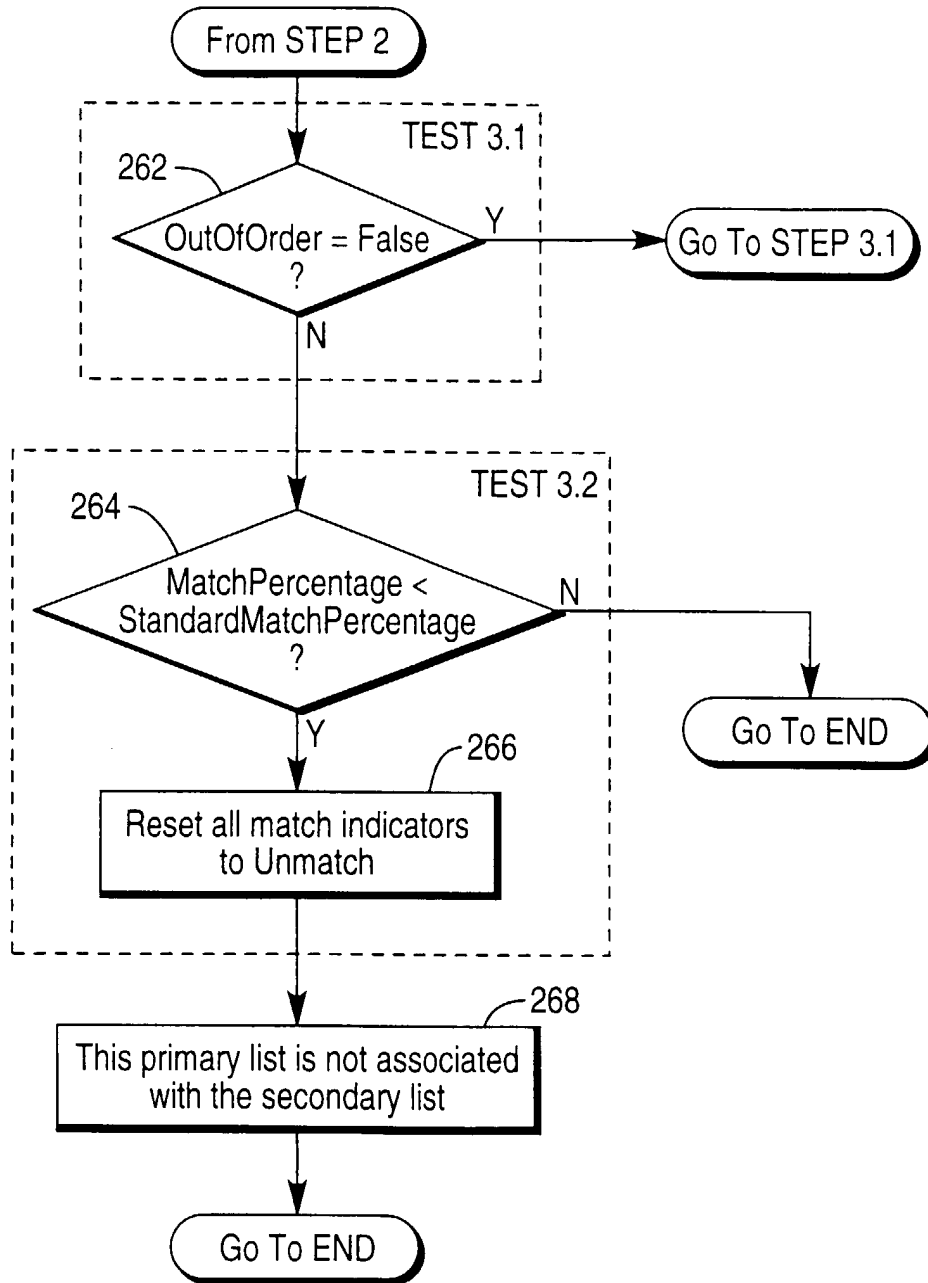 From STEP 2
TEST 3.1
262
OutOfOrder = False
?
Y
Go To STEP 3.1
N
TEST 3.2
264
MatchPercentage <
StandardMatchPercentage
?
N
Go To END
Y
266
Reset all match indicators
to Unmatch
268
This primary list is not associated
with the secondary list
Go To END